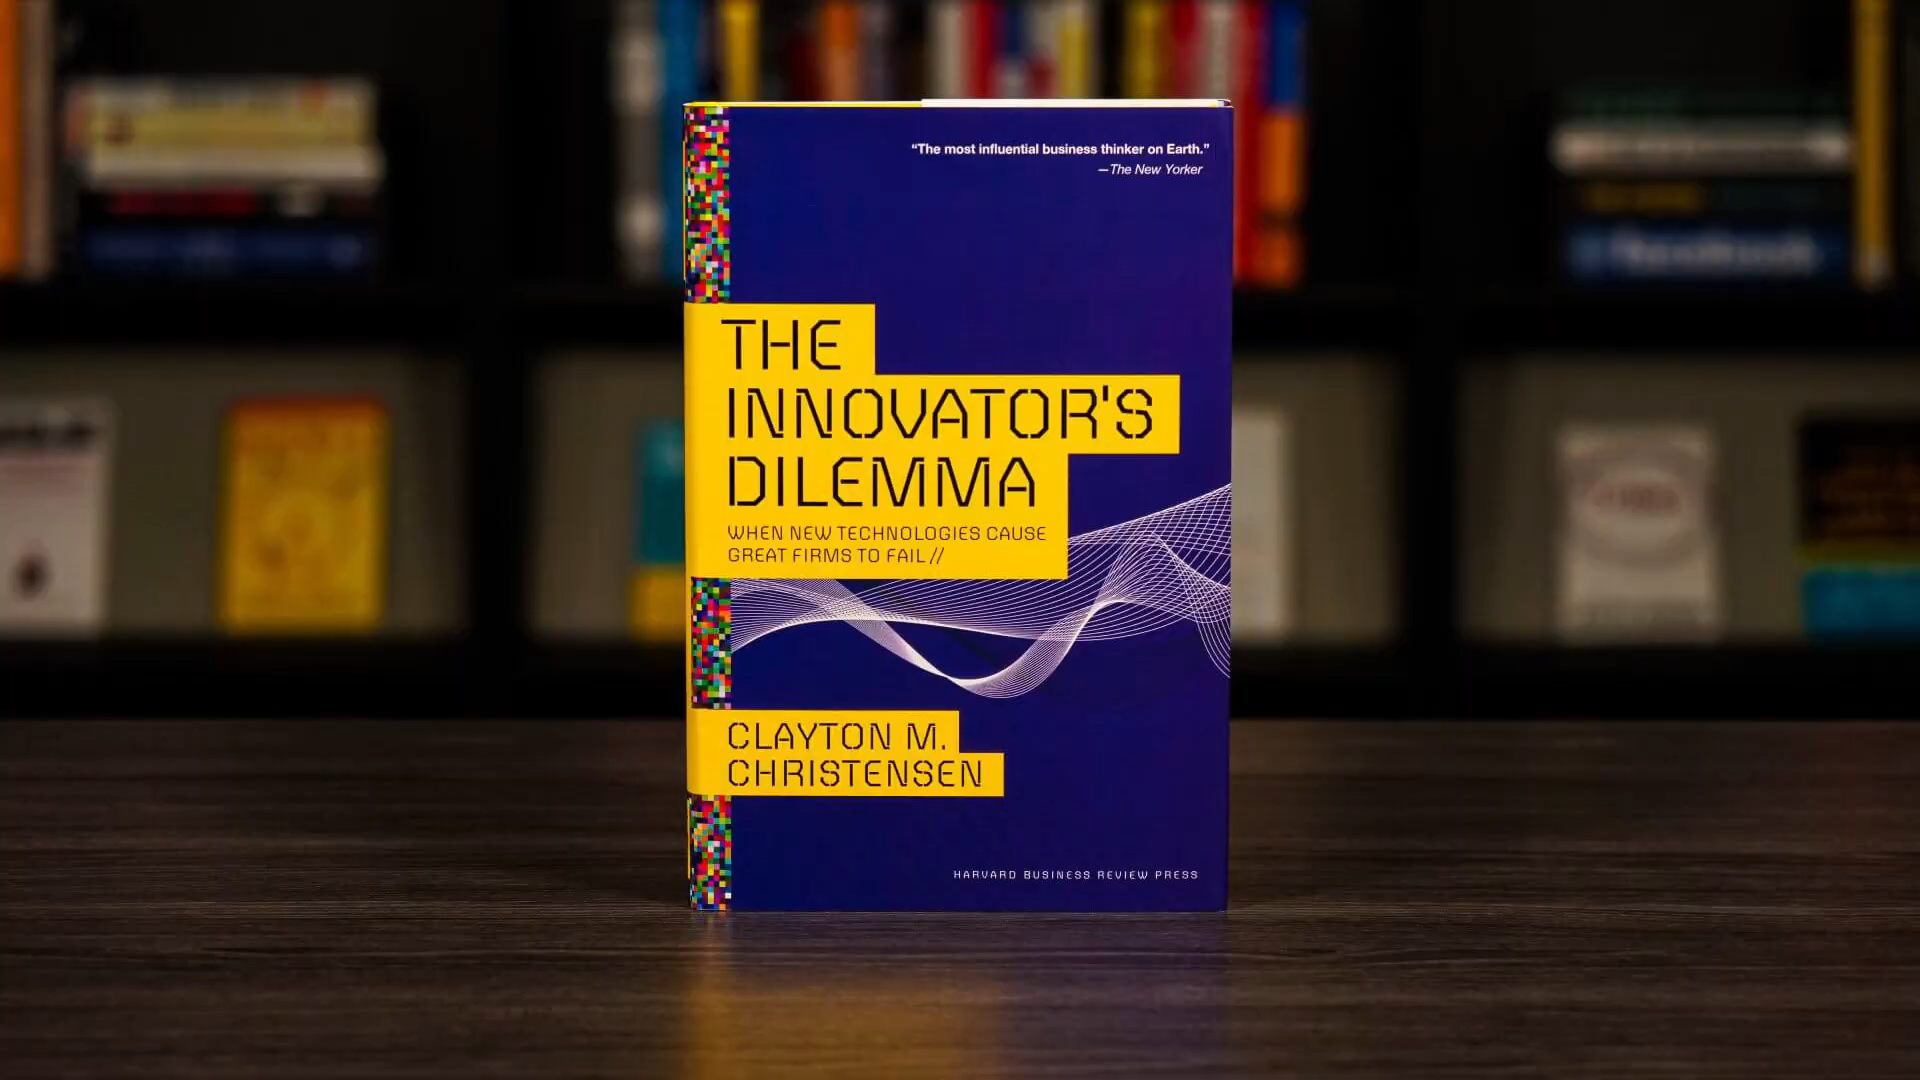 “The most influential business thinker on Earth.”
—The New Yorker
THE
INNOVATOR'S
DILEMMA
WHEN NEW TECHNOLOGIES CAUSE
GREAT FIRMS TO FAIL //
CLAYTON M.
CHRISTENSEN
HARVARD BUSINESS REVIEW PRESS
facebook